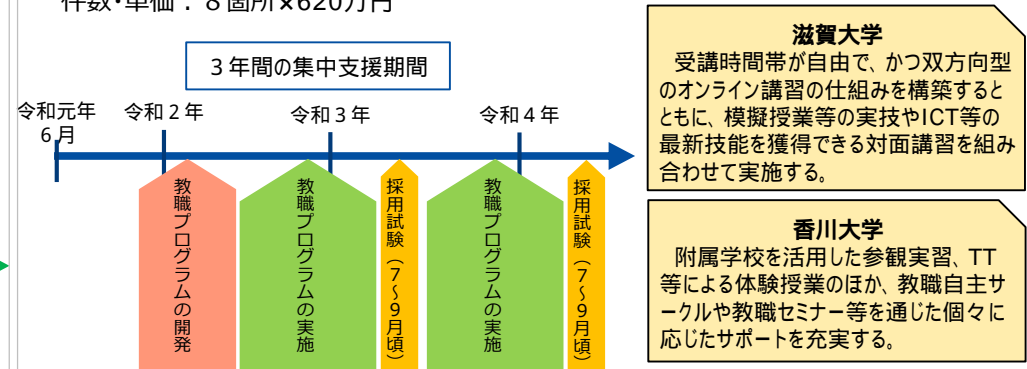 件数・単価：８箇所×620万円
３年間の集中支援期間
令和元年
６月
令和２年
令和３年
令和４年
教職プログラムの開発
教職プログラムの実施
採用試験（７～９月頃）
教職プログラムの実施
採用試験（７～９月頃）
滋賀大学
受講時間帯が自由で、かつ双方向型
のオンライン講習の仕組みを構築すると
ともに、模擬授業等の実技やICT等の
最新技能を獲得できる対面講習を組み
合わせて実施する。
香川大学
附属学校を活用した参観実習、TT
等による体験授業のほか、教職自主サ
ークルや教職セミナー等を通じた個々に
応じたサポートを充実する。